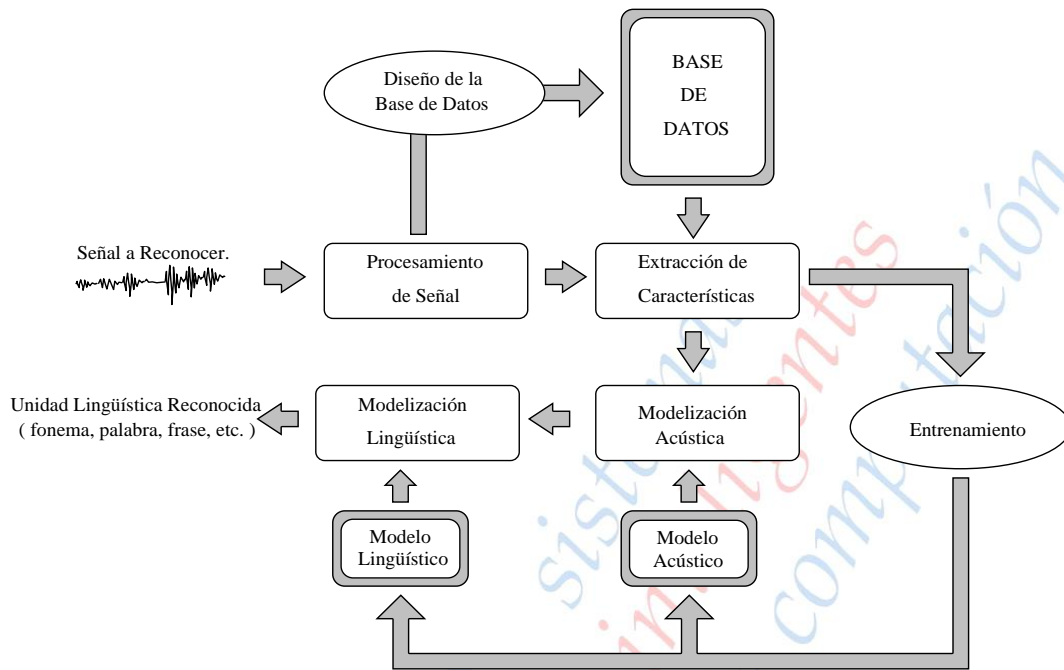 Diseño de la
Base de Datos
BASE
DE
DATOS
Señal a Reconocer.
Procesamiento
de Señal
Extracción de
Características
Unidad Lingüística Reconocida
( fonema, palabra, frase, etc. )
Modelización
Lingüística
Modelización
Acústica
Entrenamiento
Modelo
Lingüístico
Modelo
Acústico
sistemas
inteligentes
computación